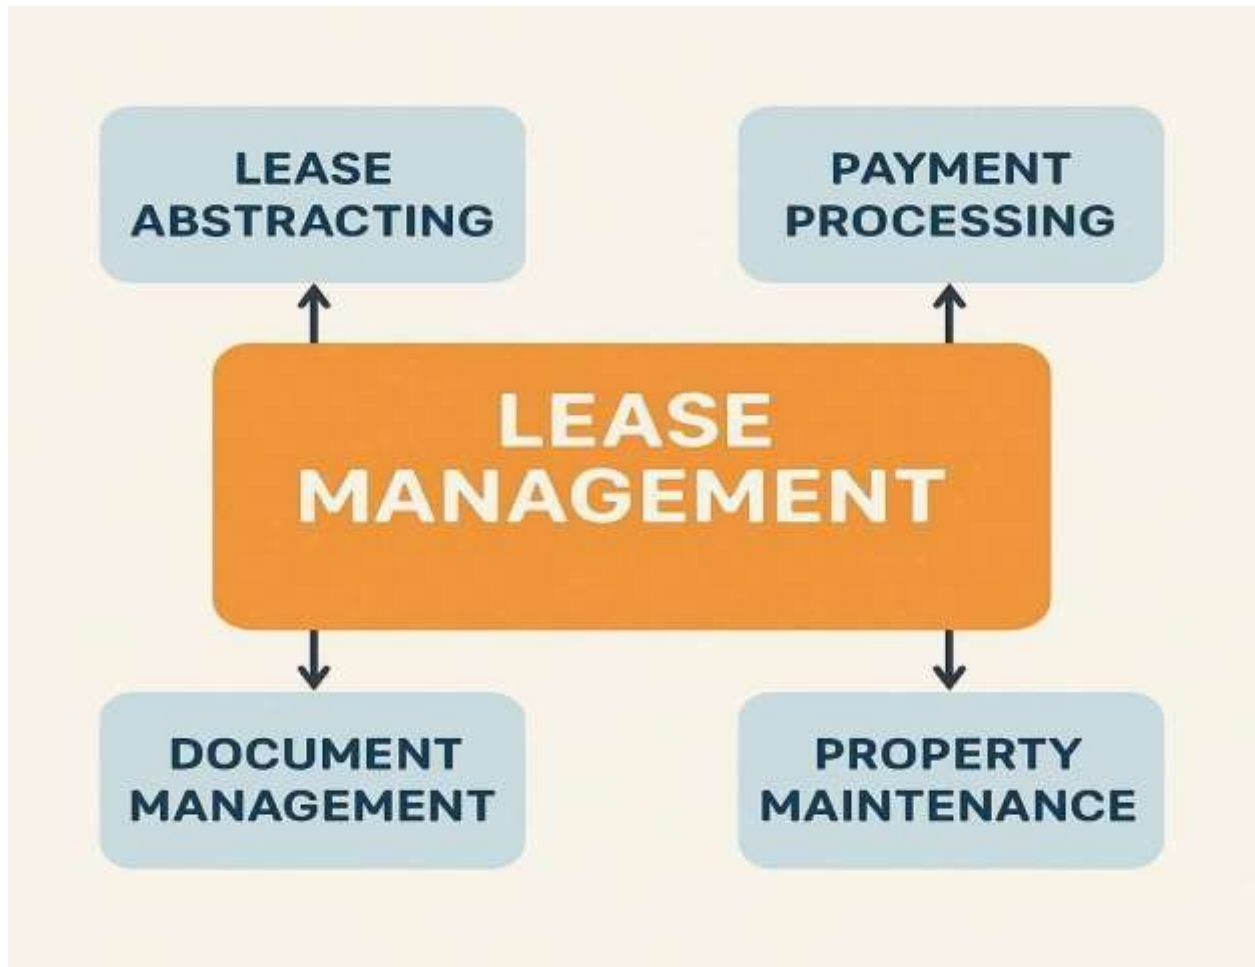 LEASE
ABSTRACTING
PAYMENT
PROCESSING
LEASE
MANAGEMENT
DOCUMENT
MANAGEMENT
PROPERTY
MAINTENANCE